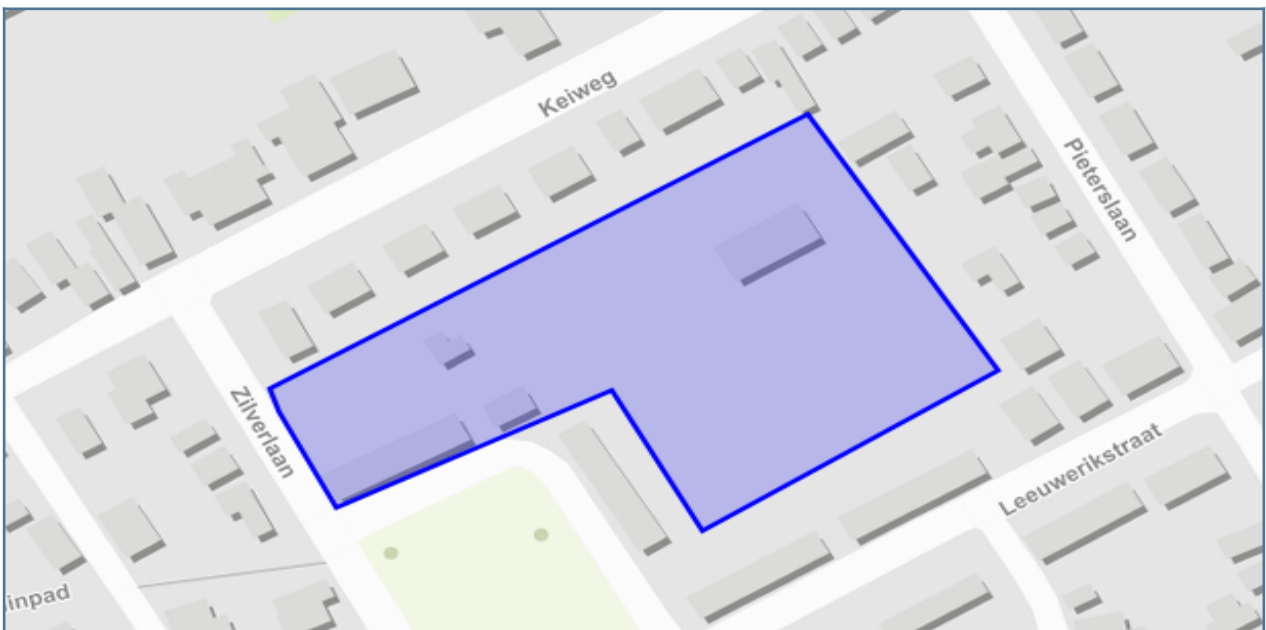 Keiweg
Pieterslaan
Zilverlaan
Leeuwerikstraat
inpad